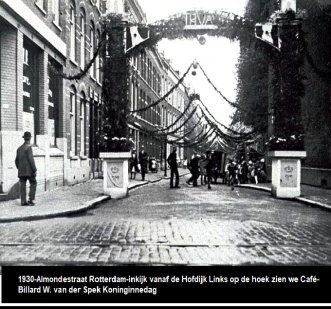 1930-Almondestraat Rotterdam-inkijk vanaf de Hofdijk Links op de hoek zien we Café-
Billard W. van der Spek Koninginnedag